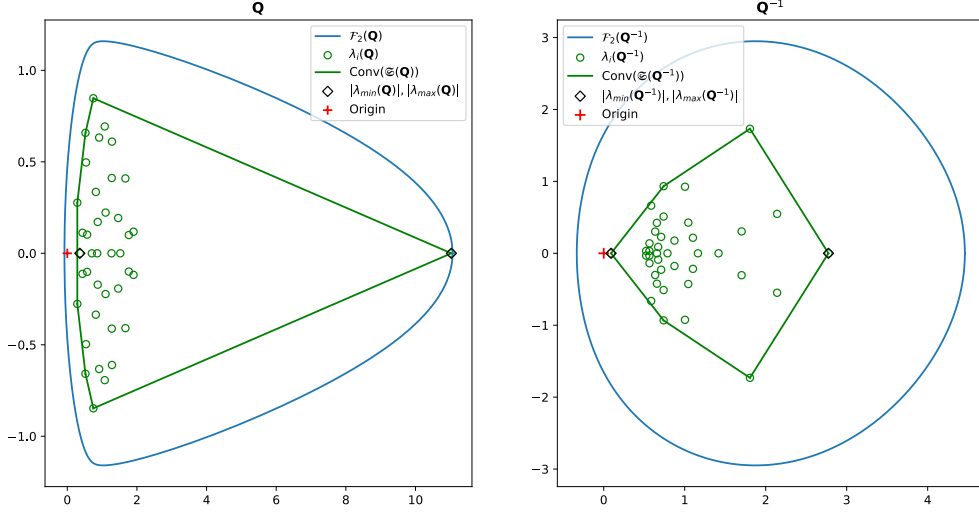 Q
ℱ₂(Q)
λᵢ(Q)
Conv(𝔖(Q))
|λₘᵢₙ(Q)|, |λₘₐₓ(Q)|
Origin
1.0
0.5
0.0
−0.5
−1.0
0 2 4 6 8 10
Q⁻¹
ℱ₂(Q⁻¹)
λᵢ(Q⁻¹)
Conv(𝔖(Q⁻¹))
|λₘᵢₙ(Q⁻¹)|, |λₘₐₓ(Q⁻¹)|
Origin
3
2
1
0
−1
−2
−3
0 1 2 3 4